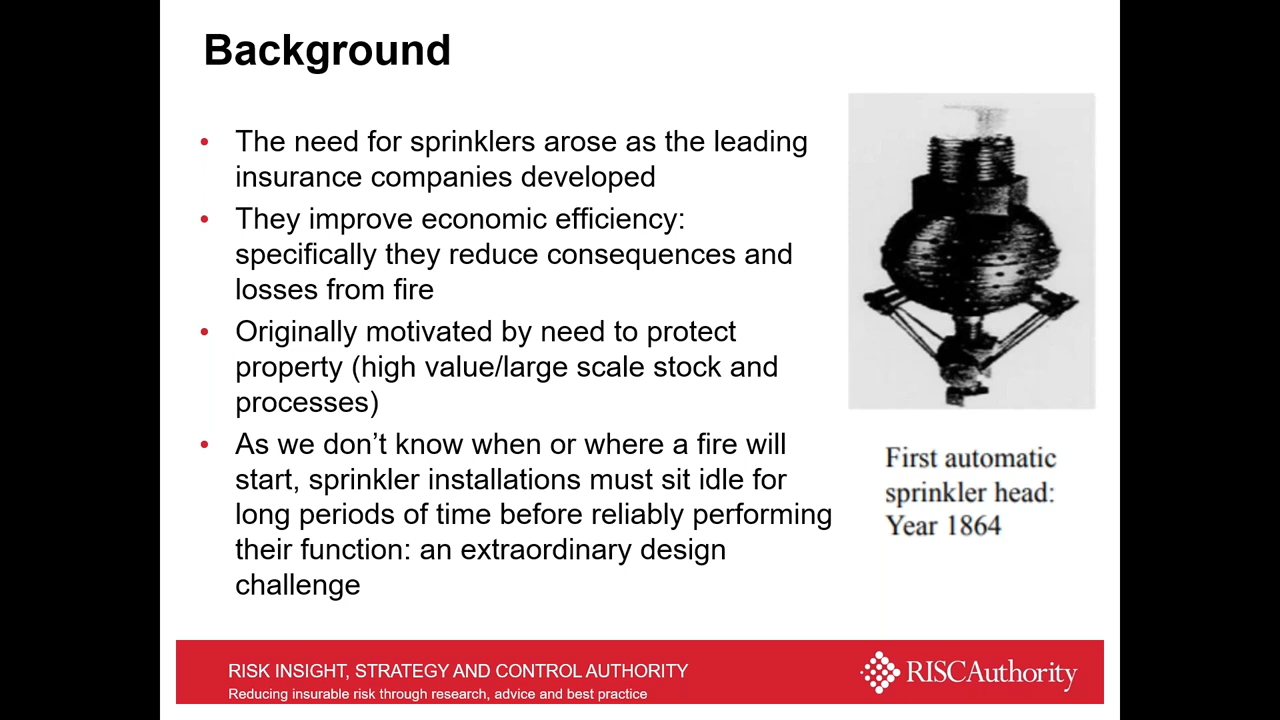 Background
• The need for sprinklers arose as the leading
insurance companies developed
• They improve economic efficiency:
specifically they reduce consequences and
losses from fire
• Originally motivated by need to protect
property (high value/large scale stock and
processes)
• As we don’t know when or where a fire will
start, sprinkler installations must sit idle for
long periods of time before reliably performing
their function: an extraordinary design
challenge
First automatic
sprinkler head:
Year 1864
RISK INSIGHT, STRATEGY AND CONTROL AUTHORITY
Reducing insurable risk through research, advice and best practice
RISCAuthority